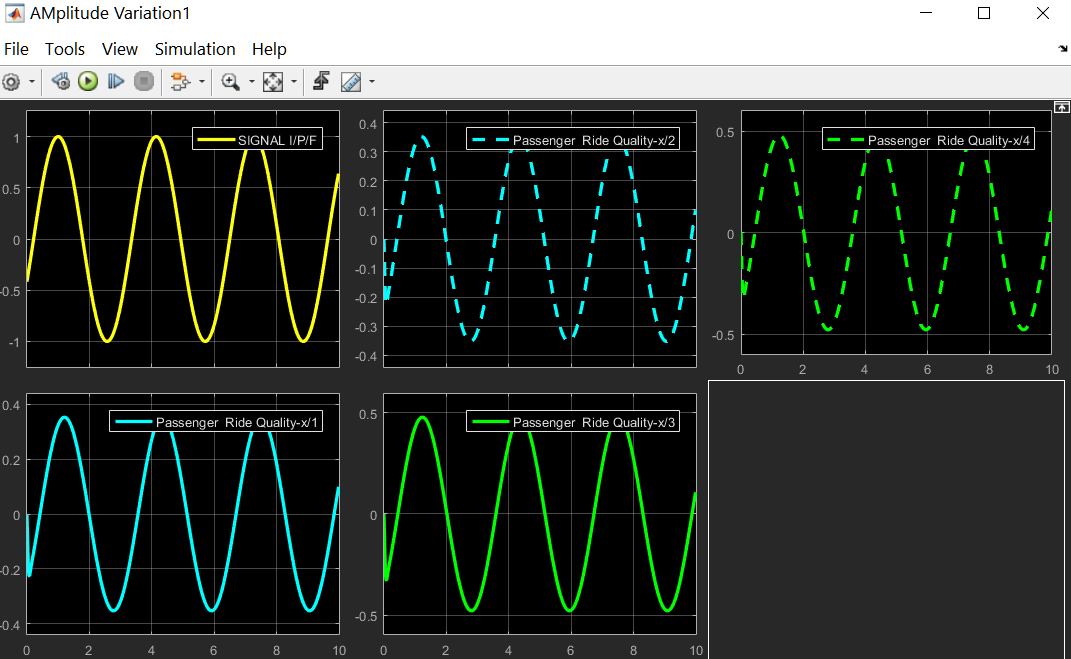 AMplitude Variation1
File Tools View Simulation Help
SIGNAL I/P/F
1
0.5
0
-0.5
-1
Passenger Ride Quality-x/2
0.4
0.3
0.2
0.1
0
-0.1
-0.2
-0.3
-0.4
Passenger Ride Quality-x/4
0.5
0
-0.5
0 2 4 6 8 10
Passenger Ride Quality-x/1
0.4
0.2
0
-0.2
-0.4
0 2 4 6 8 10
Passenger Ride Quality-x/3
0.5
0
-0.5
0 2 4 6 8 10